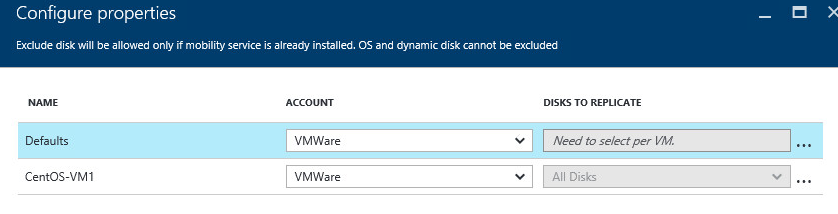 Configure properties
Exclude disk will be allowed only if mobility service is already installed. OS and dynamic disk cannot be excluded
NAME ACCOUNT DISKS TO REPLICATE
Defaults VMWare Need to select per VM. ...
CentOS-VM1 VMWare All Disks ...